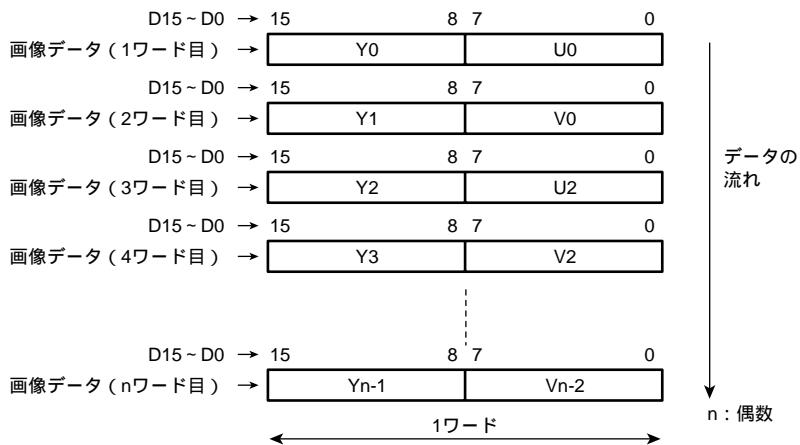 D15～D0 → 15 8 7 0
画像データ（1ワード目） → Y0 U0
D15～D0 → 15 8 7 0
画像データ（2ワード目） → Y1 V0
D15～D0 → 15 8 7 0
画像データ（3ワード目） → Y2 U2
D15～D0 → 15 8 7 0
画像データ（4ワード目） → Y3 V2
データの
流れ
D15～D0 → 15 8 7 0
画像データ（nワード目） → Yn-1 Vn-2
n：偶数
1ワード